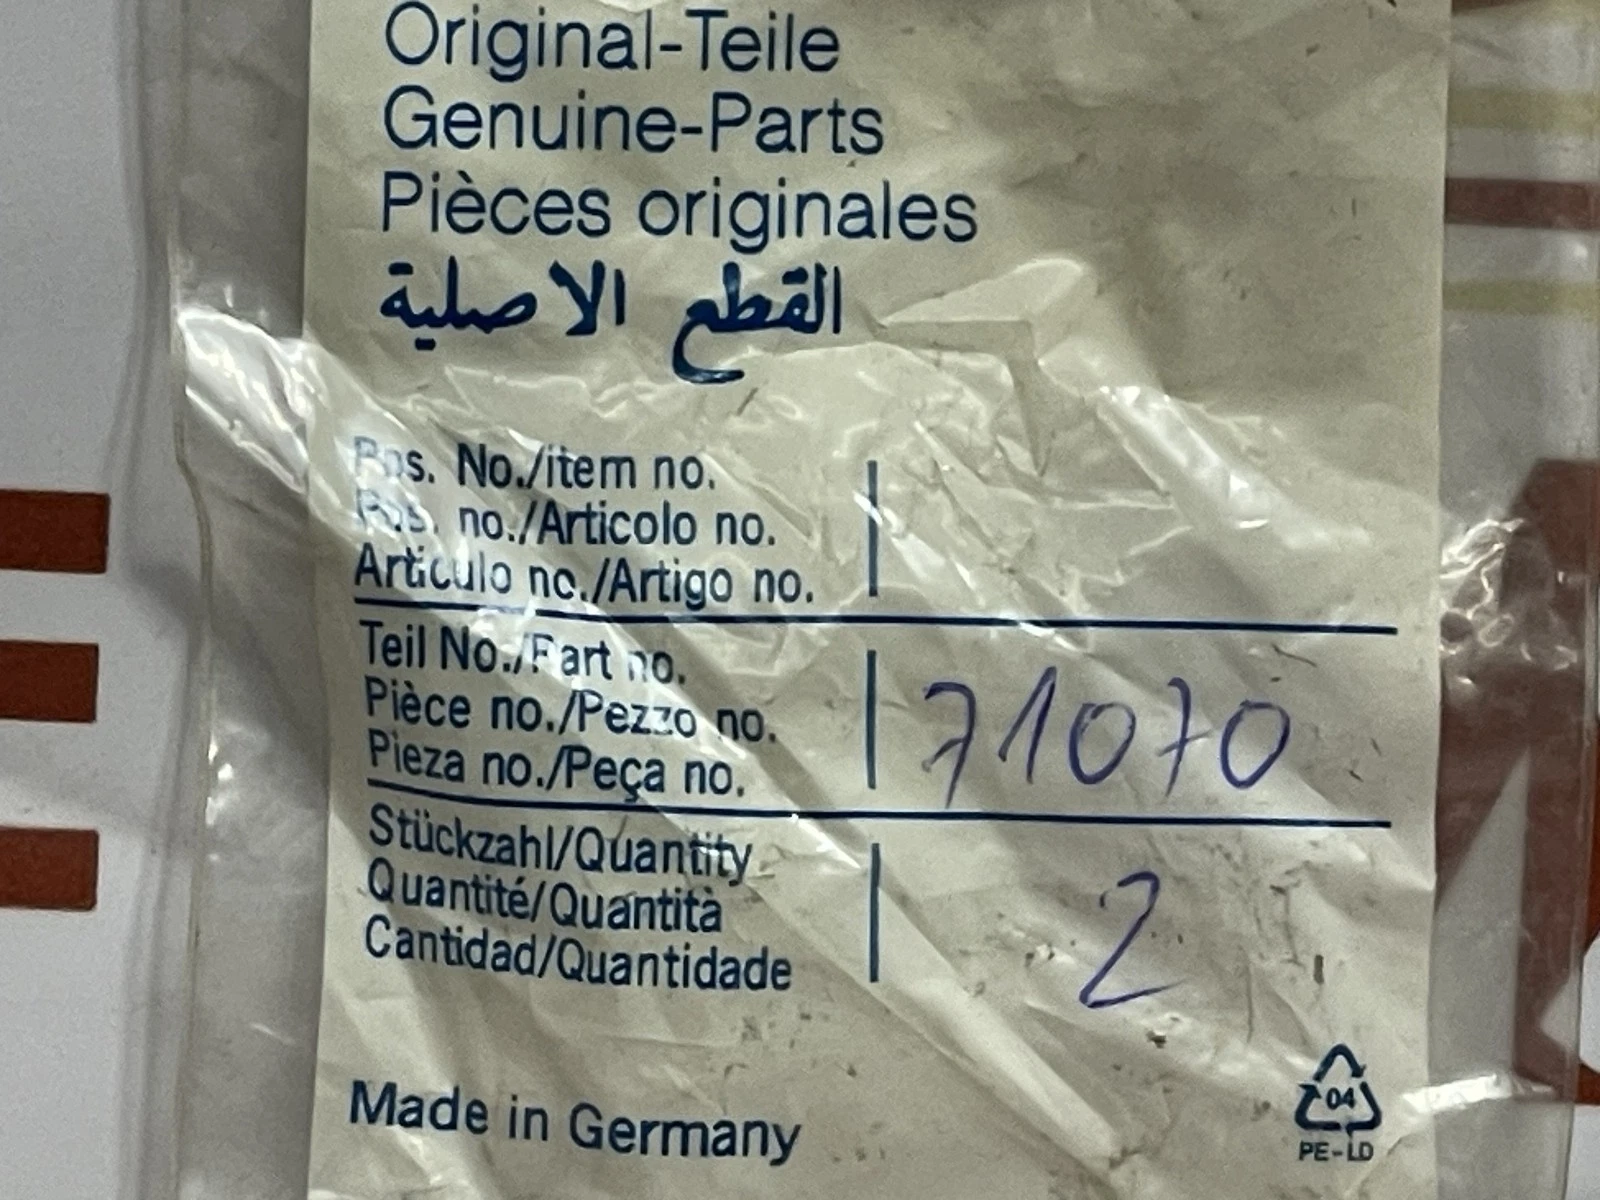 Original-Teile
Genuine-Parts
Pièces originales
القطع الاصلية
Pos. No./item no.
Pos. no./Articolo no.
Artículo no./Artigo no.
Teil No./Part no.
Pièce no./Pezzo no.
Pieza no./Peça no.
71070
Stückzahl/Quantity
Quantité/Quantità
Cantidad/Quantidade
2
Made in Germany
04
PE-LD